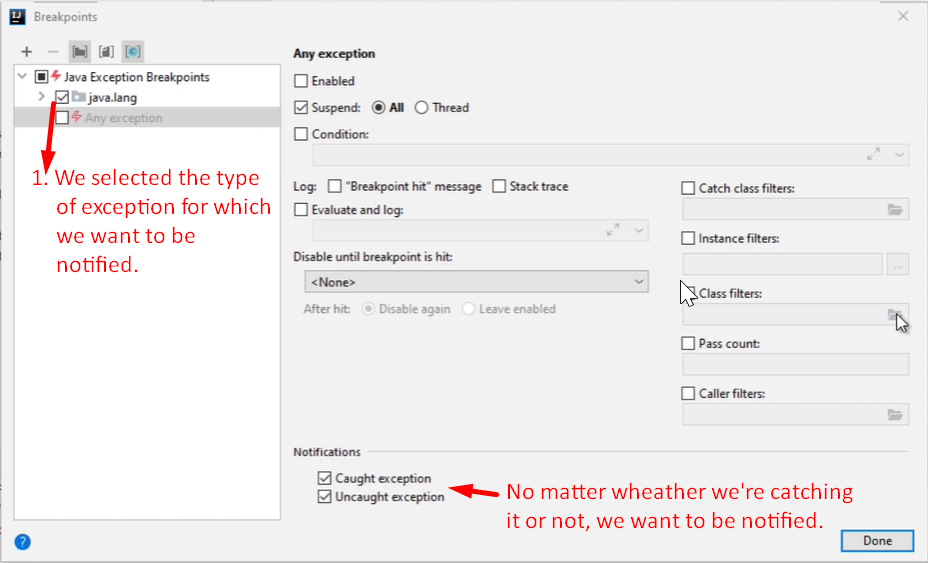 IJ
Breakpoints
Java Exception Breakpoints
java.lang
Any exception
1. We selected the type
of exception for which
we want to be
notified.
Any exception
Enabled
Suspend: All Thread
Condition:
Log: "Breakpoint hit" message Stack trace
Evaluate and log:
Disable until breakpoint is hit:
<None>
After hit: Disable again Leave enabled
Catch class filters:
Instance filters:
...
Class filters:
Pass count:
Caller filters:
Notifications
Caught exception
Uncaught exception
No matter wheather we're catching
it or not, we want to be notified.
?
Done